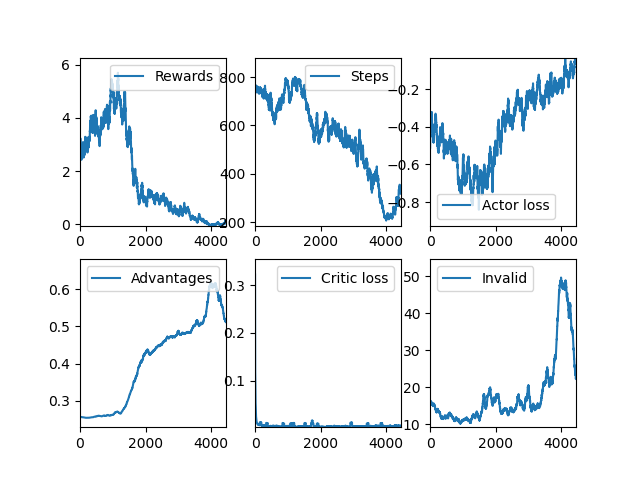 Rewards
6
4
2
0
0 2000 4000
Steps
800
600
400
200
0 2000 4000
Actor loss
−0.2
−0.4
−0.6
−0.8
0 2000 4000
Advantages
0.6
0.5
0.4
0.3
0 2000 4000
Critic loss
0.3
0.2
0.1
0 2000 4000
Invalid
50
40
30
20
10
0 2000 4000